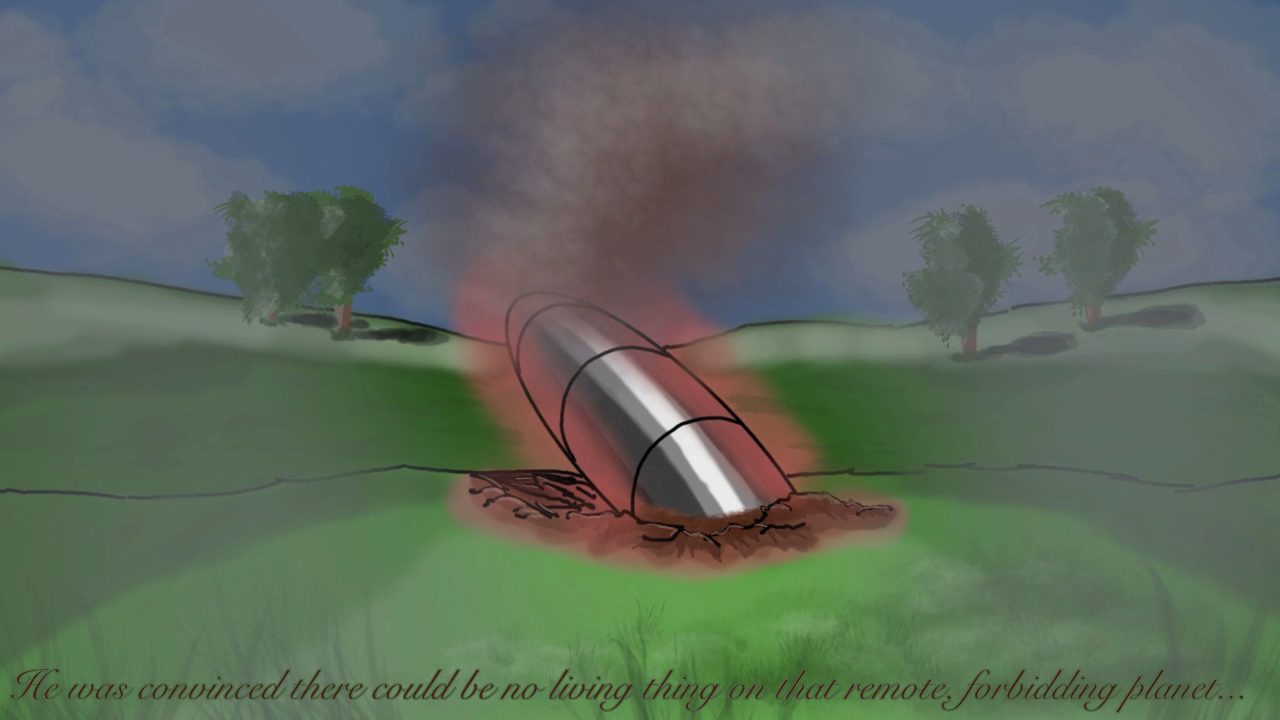 He was convinced there could be no living thing on that remote, forbidding planet...